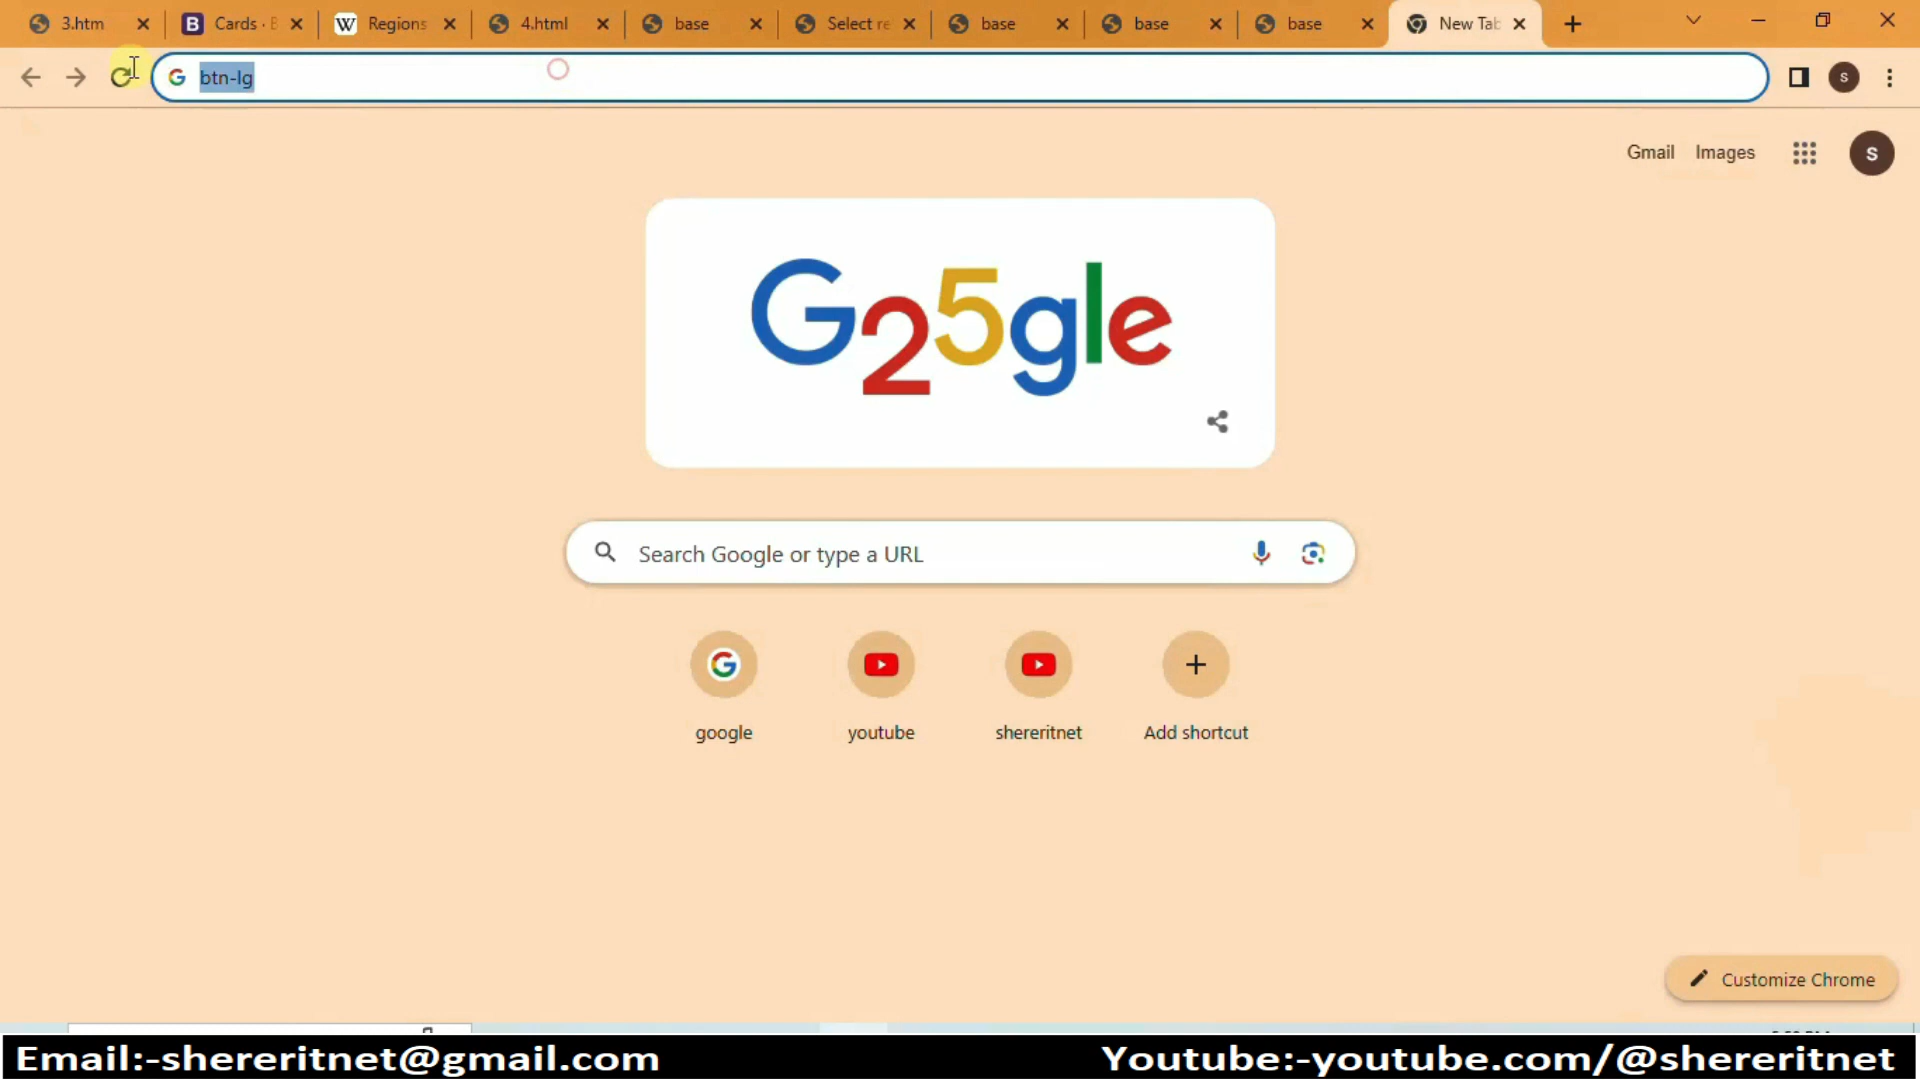 3.htm
Cards · B
W Regions
4.html
base
Select re
base
base
base
New Tab
btn-lg
Gmail Images
S
G25gle
Search Google or type a URL
google
youtube
shereritnet
Add shortcut
Customize Chrome
Email:-shereritnet@gmail.com
Youtube:-youtube.com/@shereritnet